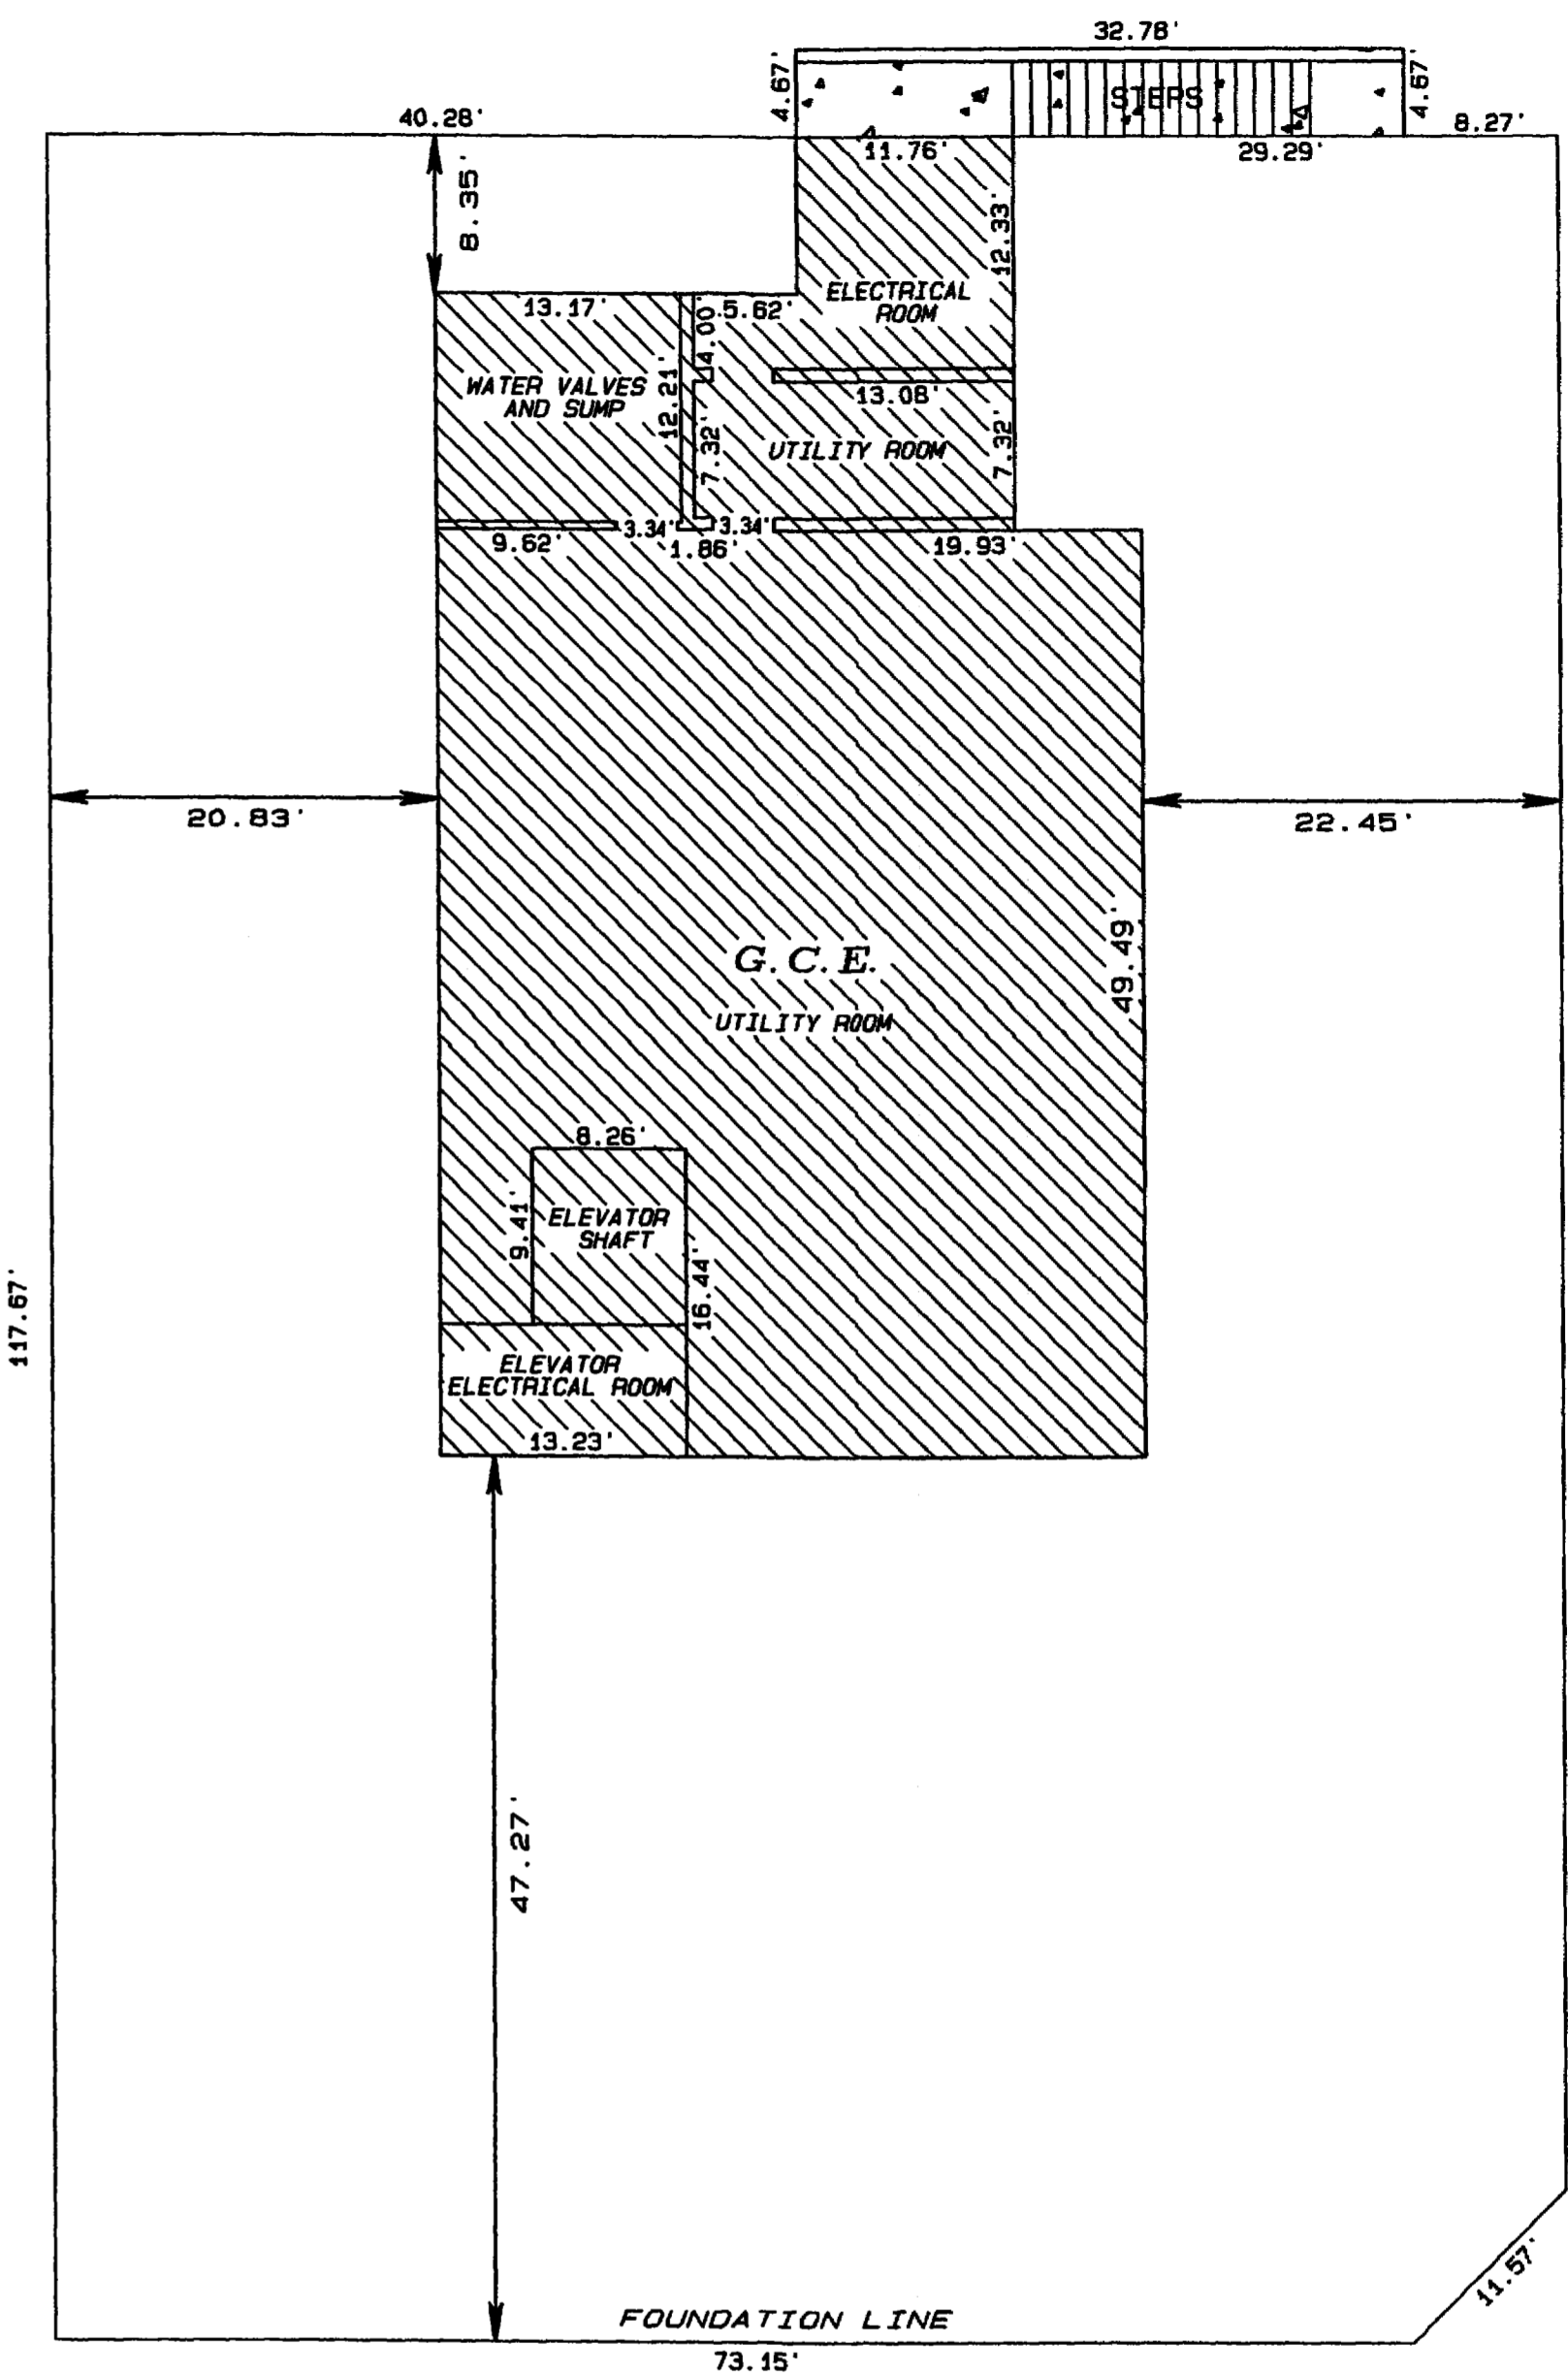 32.78'
4.67'
STEPS
4.67'
40.28'
8.27'
11.76'
29.29'
8.35'
12.33'
ELECTRICAL
ROOM
13.17'
4.00'
5.62'
WATER VALVES
AND SUMP
12.21'
13.08'
7.32'
UTILITY ROOM
7.32'
9.62'
3.34'
1.86'
3.34'
19.93'
20.83'
22.45'
49.49'
G.C.E.
UTILITY ROOM
8.26'
9.41'
ELEVATOR
SHAFT
16.44'
117.67'
ELEVATOR
ELECTRICAL ROOM
13.23'
47.27'
11.57'
FOUNDATION LINE
73.15'